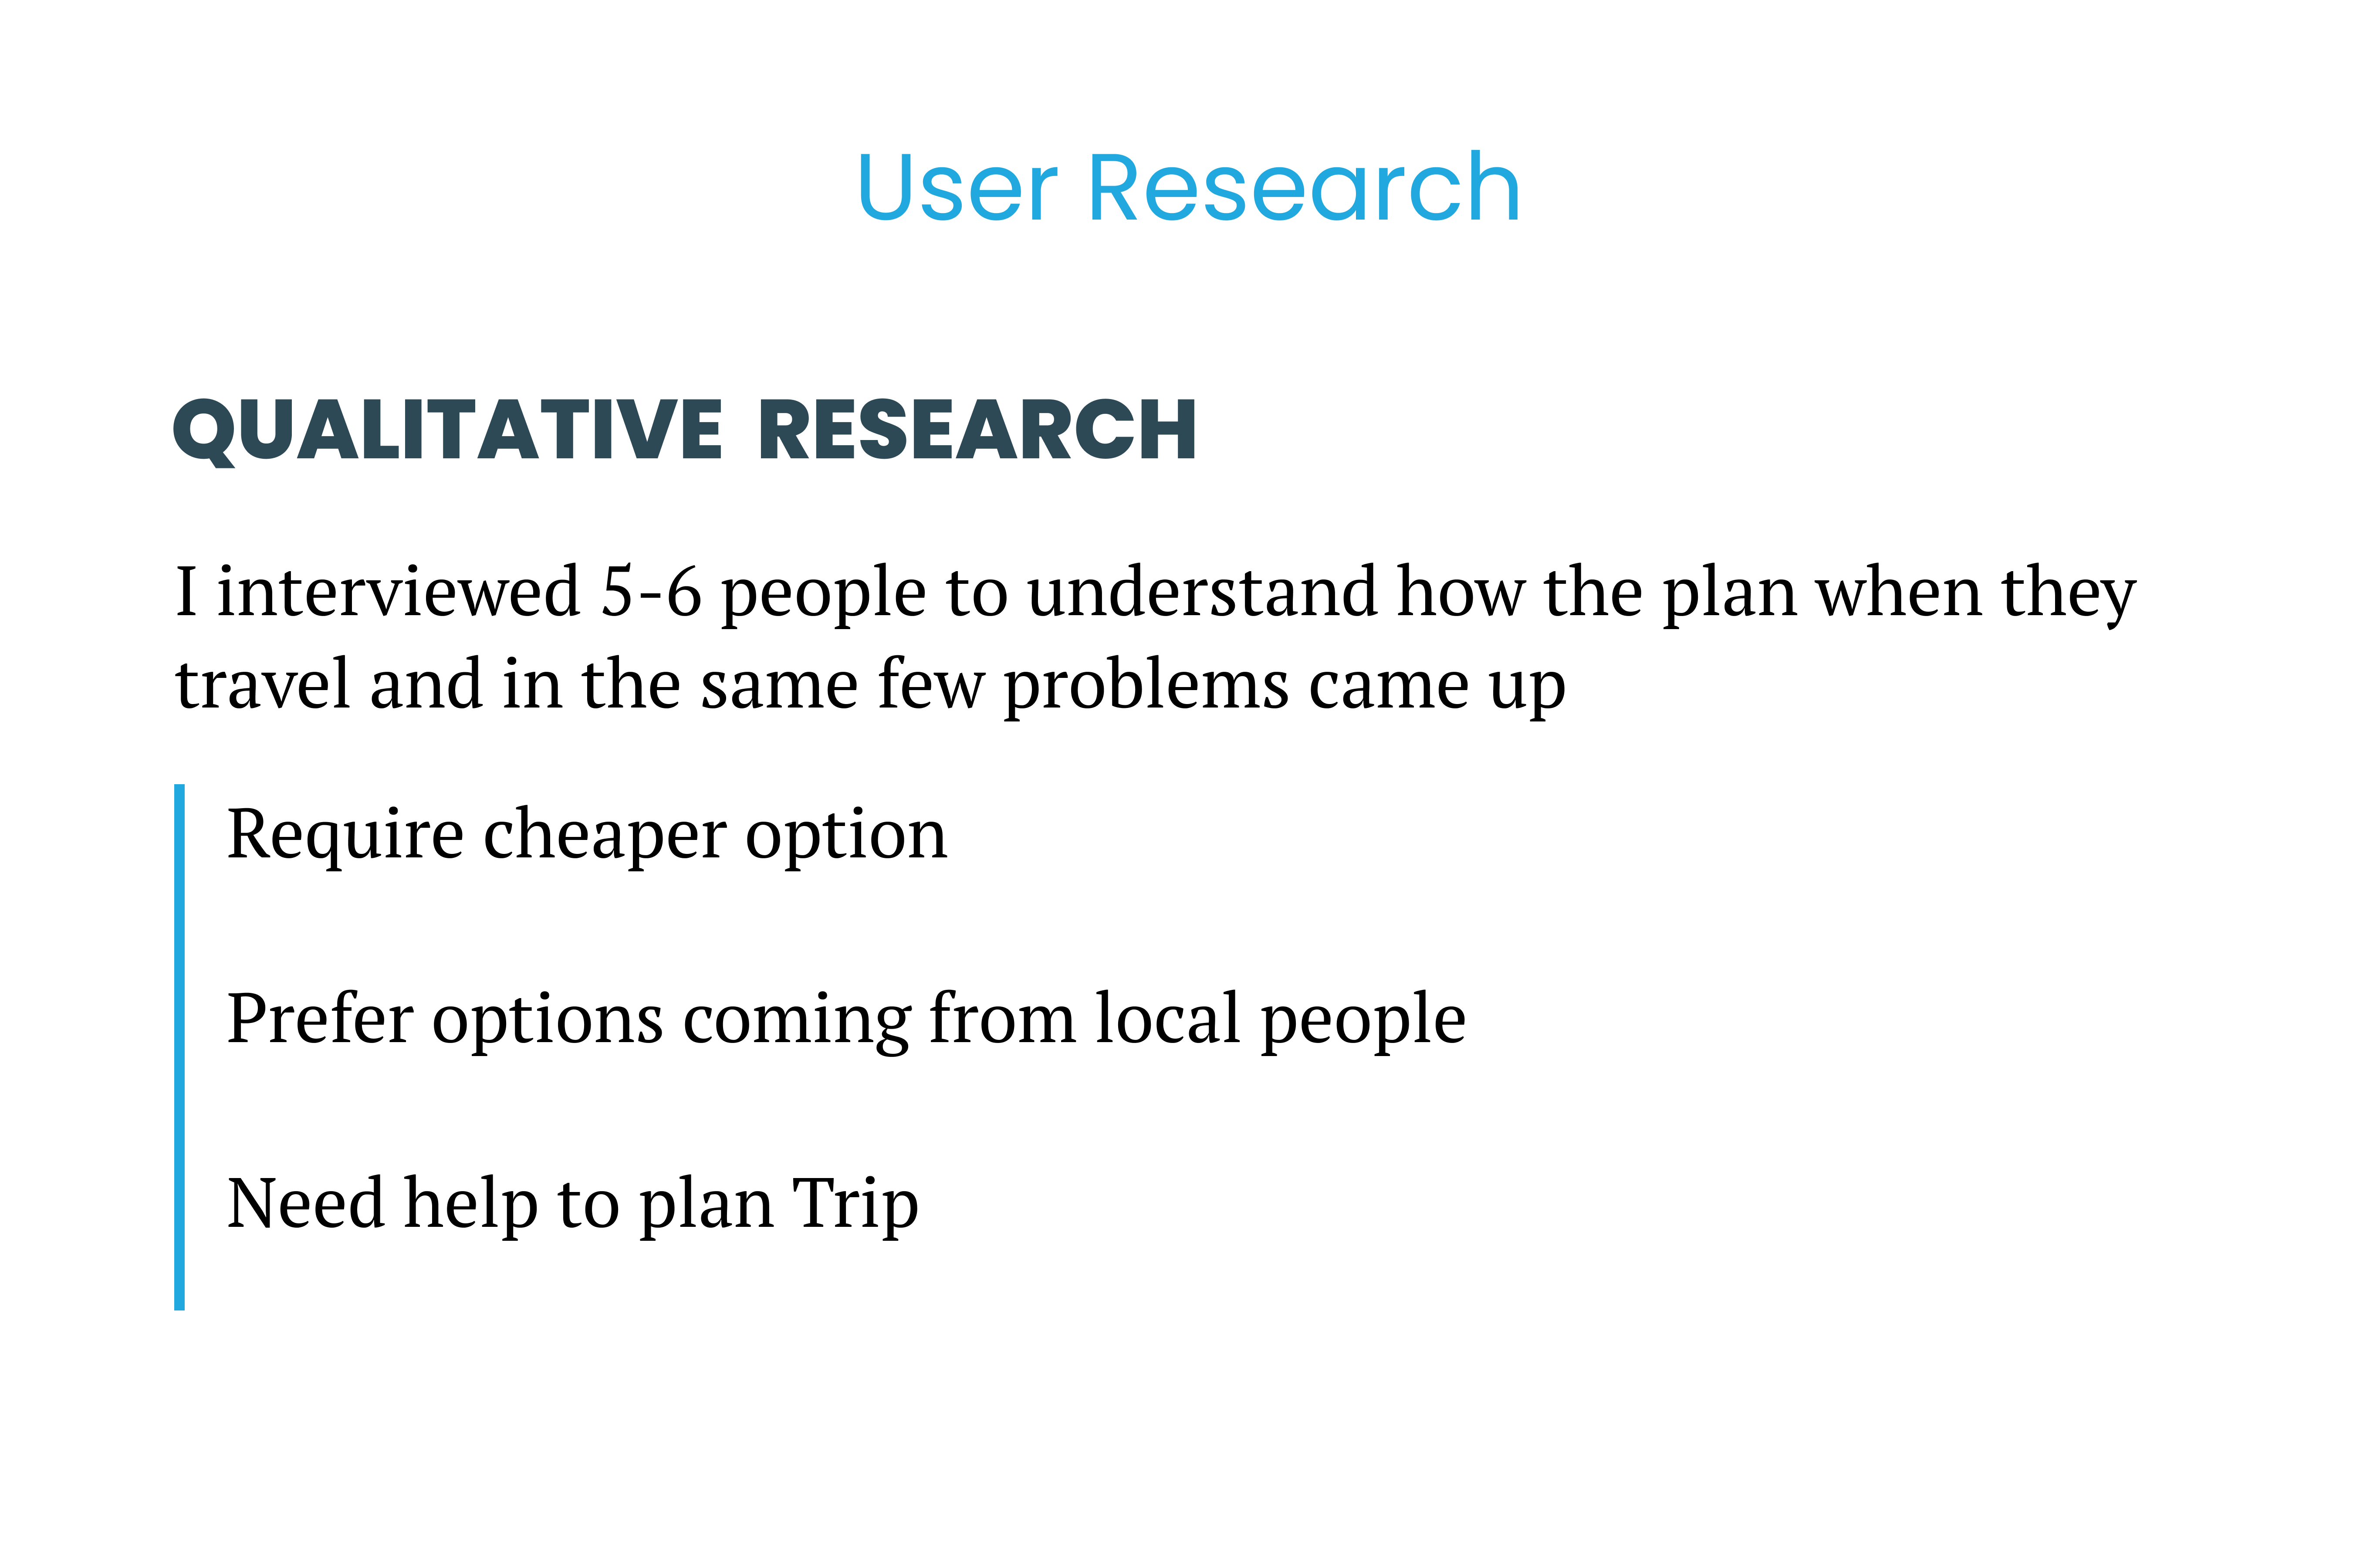 User Research
QUALITATIVE RESEARCH
I interviewed 5-6 people to understand how the plan when they
travel and in the same few problems came up
Require cheaper option
Prefer options coming from local people
Need help to plan Trip